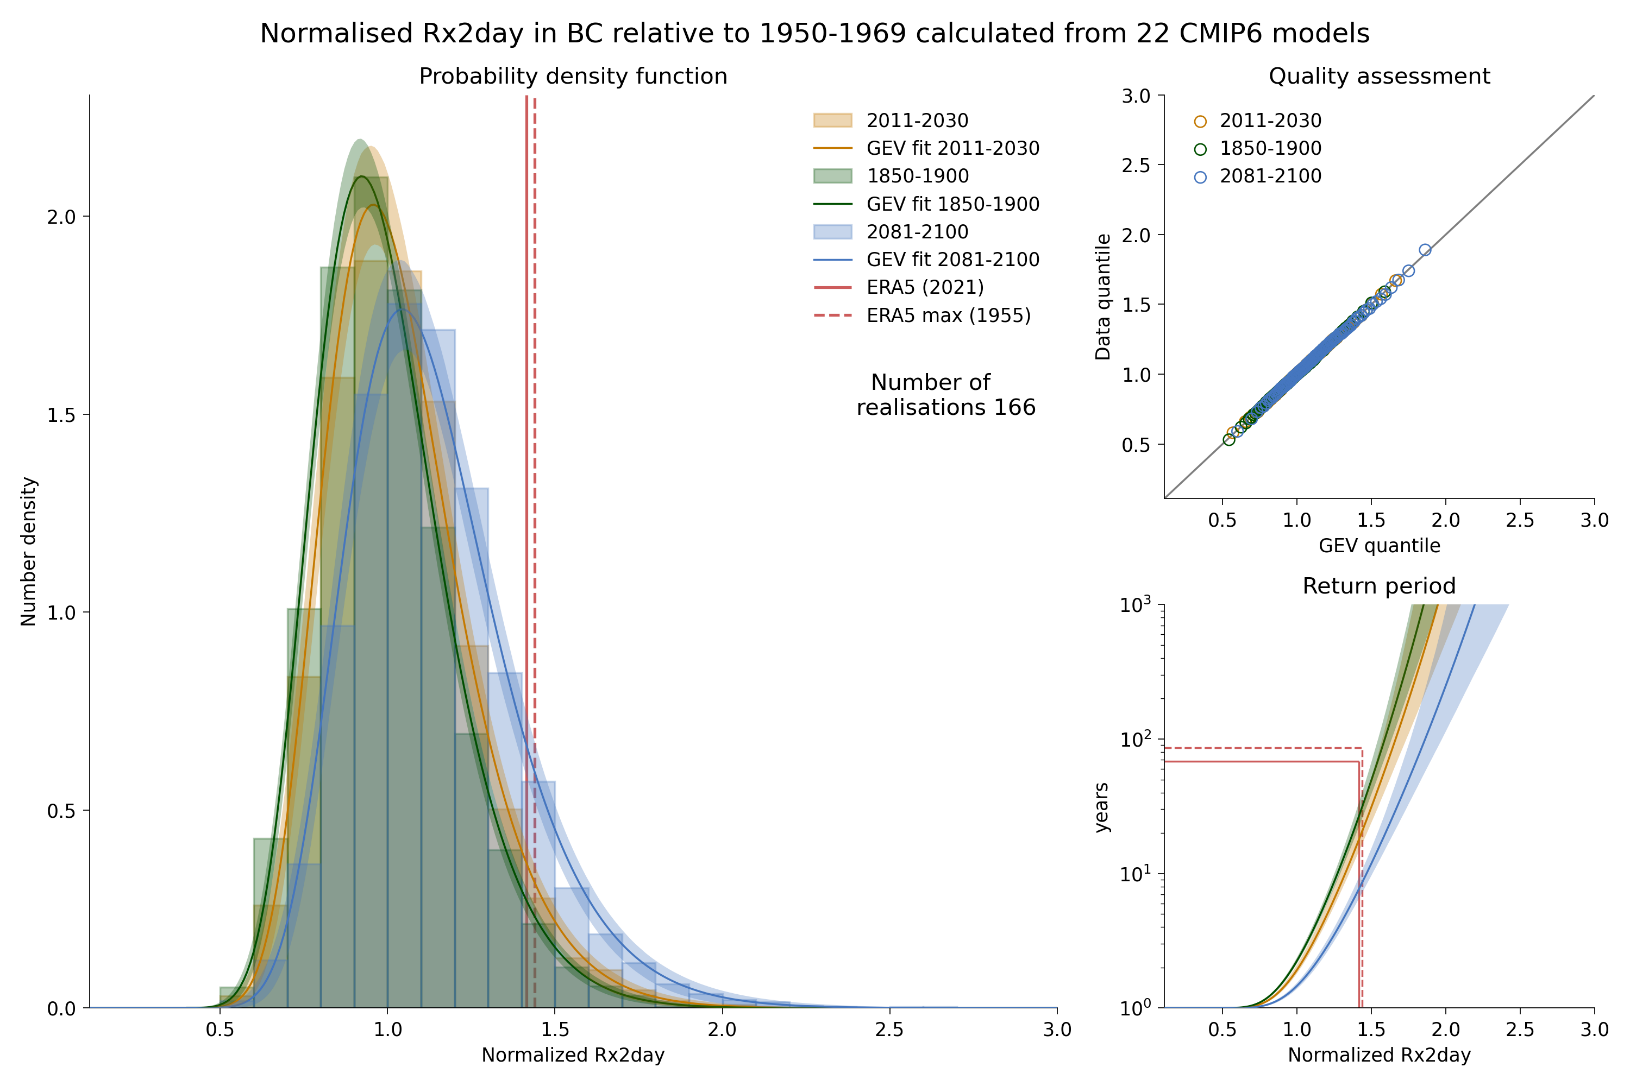 Normalised Rx2day in BC relative to 1950-1969 calculated from 22 CMIP6 models
Probability density function
2011-2030
GEV fit 2011-2030
1850-1900
GEV fit 1850-1900
2081-2100
GEV fit 2081-2100
ERA5 (2021)
ERA5 max (1955)
Number of
realisations 166
Number density
2.0
1.5
1.0
0.5
0.0
0.5 1.0 1.5 2.0 2.5 3.0
Normalized Rx2day
Quality assessment
2011-2030
1850-1900
2081-2100
Data quantile
3.0
2.5
2.0
1.5
1.0
0.5
0.5 1.0 1.5 2.0 2.5 3.0
GEV quantile
Return period
years
10³
10²
10¹
10⁰
0.5 1.0 1.5 2.0 2.5 3.0
Normalized Rx2day